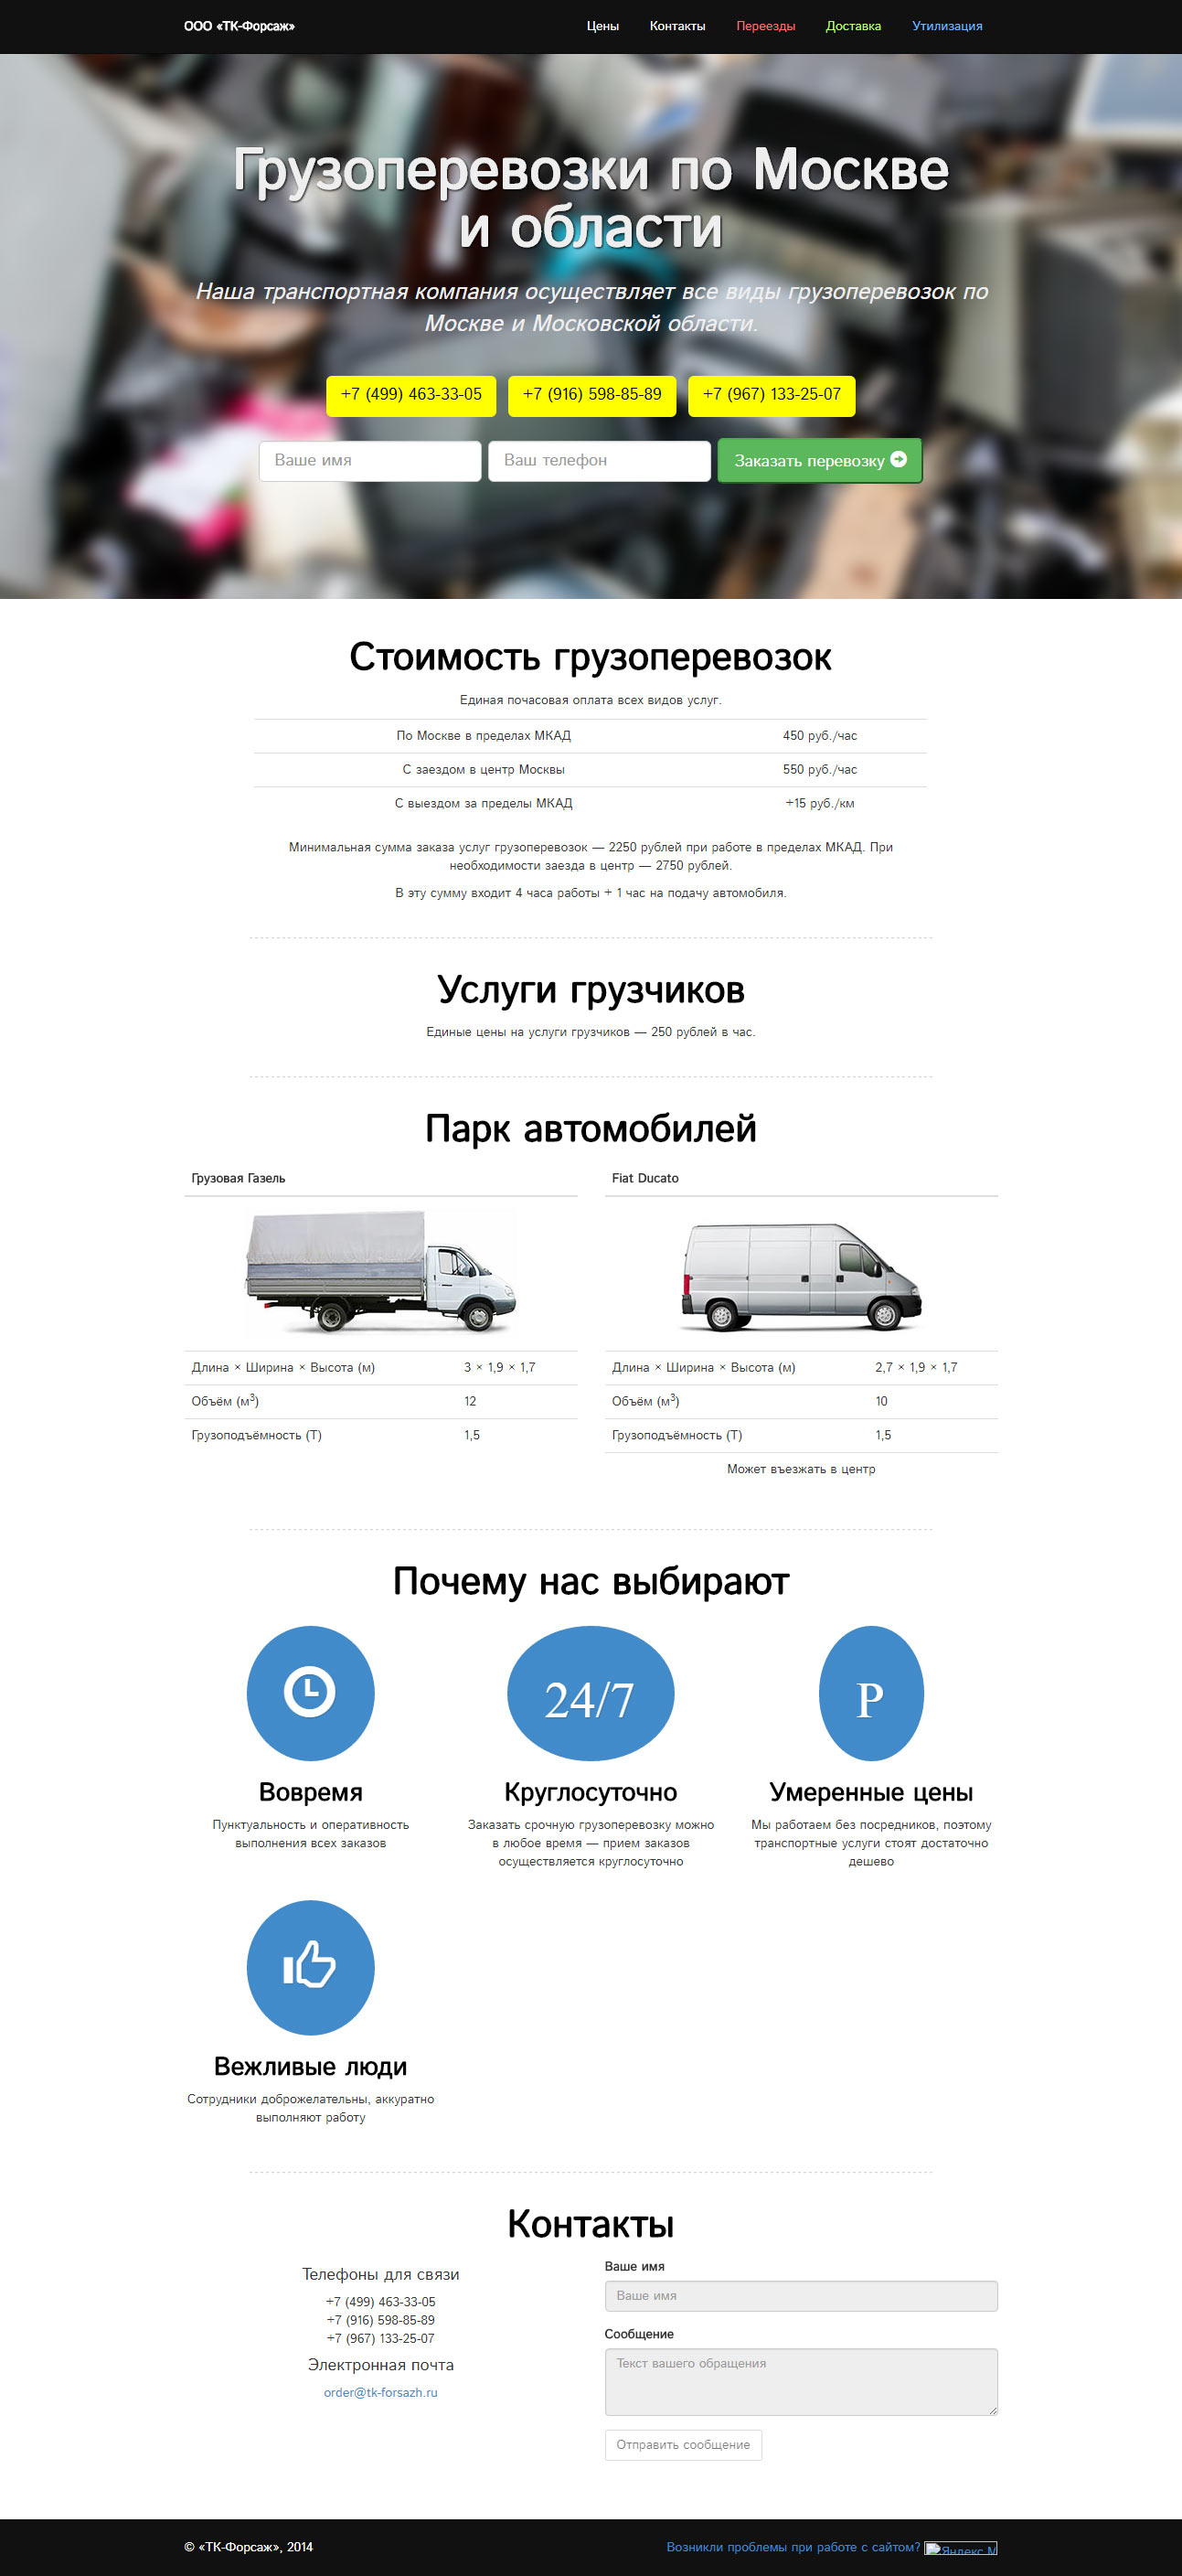 ООО «ТК-Форсаж»
Цены Контакты Переезды Доставка Утилизация
Грузоперевозки по Москве
и области
Наша транспортная компания осуществляет все виды грузоперевозок по
Москве и Московской области.
+7 (499) 463-33-05 +7 (916) 598-85-89 +7 (967) 133-25-07
Ваше имя Ваш телефон Заказать перевозку
Стоимость грузоперевозок
Единая почасовая оплата всех видов услуг.
По Москве в пределах МКАД 450 руб./час
С заездом в центр Москвы 550 руб./час
С выездом за пределы МКАД +15 руб./км
Минимальная сумма заказа услуг грузоперевозок — 2250 рублей при работе в пределах МКАД. При
необходимости заезда в центр — 2750 рублей.
В эту сумму входит 4 часа работы + 1 час на подачу автомобиля.
Услуги грузчиков
Единые цены на услуги грузчиков — 250 рублей в час.
Парк автомобилей
Грузовая Газель
Длина × Ширина × Высота (м) 3 × 1,9 × 1,7
Объём (м³) 12
Грузоподъёмность (Т) 1,5
Fiat Ducato
Длина × Ширина × Высота (м) 2,7 × 1,9 × 1,7
Объём (м³) 10
Грузоподъёмность (Т) 1,5
Может въезжать в центр
Почему нас выбирают
Вовремя
Пунктуальность и оперативность
выполнения всех заказов
24/7
Круглосуточно
Заказать срочную грузоперевозку можно
в любое время — прием заказов
осуществляется круглосуточно
Р
Умеренные цены
Мы работаем без посредников, поэтому
транспортные услуги стоят достаточно
дешево
Вежливые люди
Сотрудники доброжелательны, аккуратно
выполняют работу
Контакты
Телефоны для связи
+7 (499) 463-33-05
+7 (916) 598-85-89
+7 (967) 133-25-07
Электронная почта
order@tk-forsazh.ru
Ваше имя
Ваше имя
Сообщение
Текст вашего обращения
Отправить сообщение
© «ТК-Форсаж», 2014
Возникли проблемы при работе с сайтом? Яндекс.М